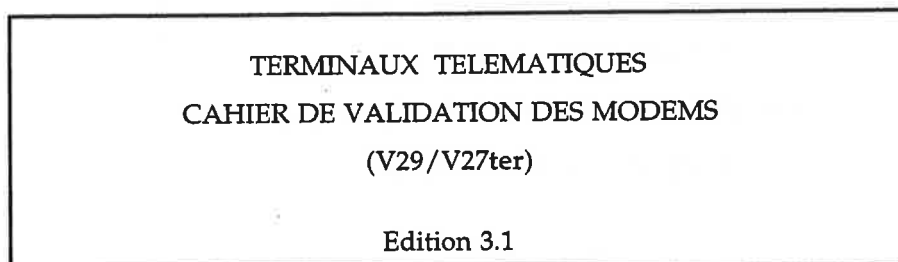 TERMINAUX TELEMATIQUES
CAHIER DE VALIDATION DES MODEMS
(V29/V27ter)
Edition 3.1